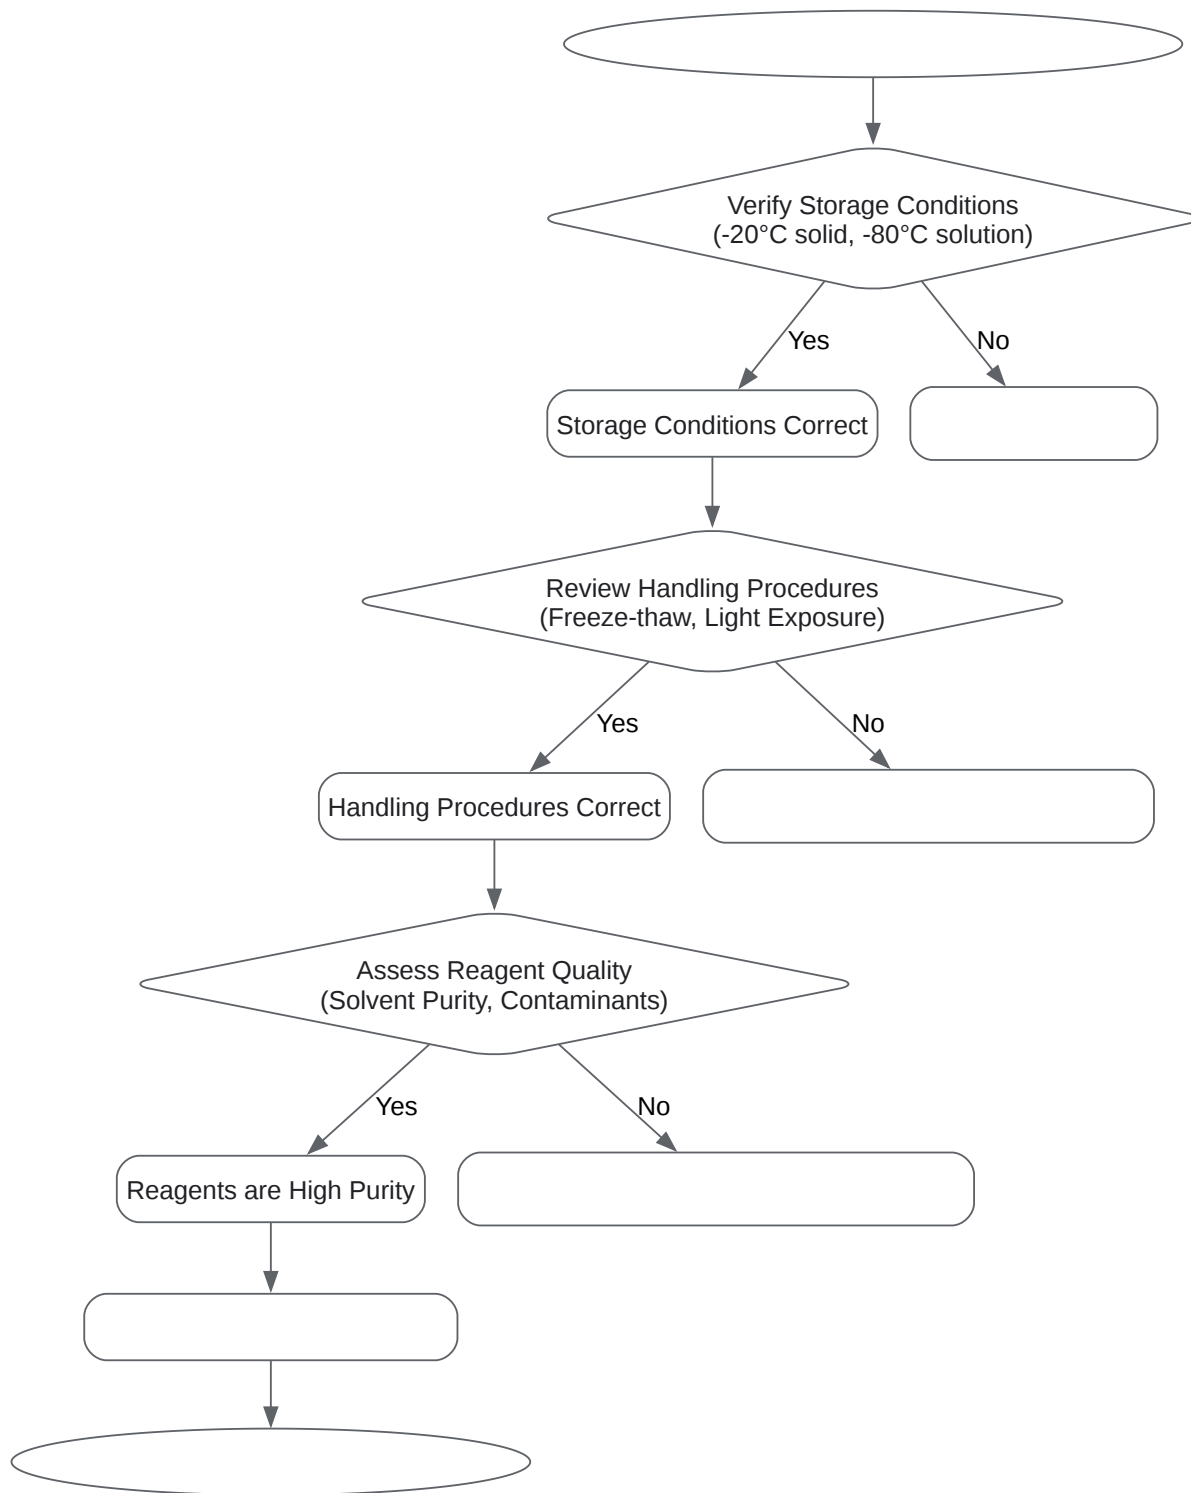 Verify Storage Conditions
(-20°C solid, -80°C solution)
Yes
No
Storage Conditions Correct
Review Handling Procedures
(Freeze-thaw, Light Exposure)
Yes
No
Handling Procedures Correct
Assess Reagent Quality
(Solvent Purity, Contaminants)
Yes
No
Reagents are High Purity